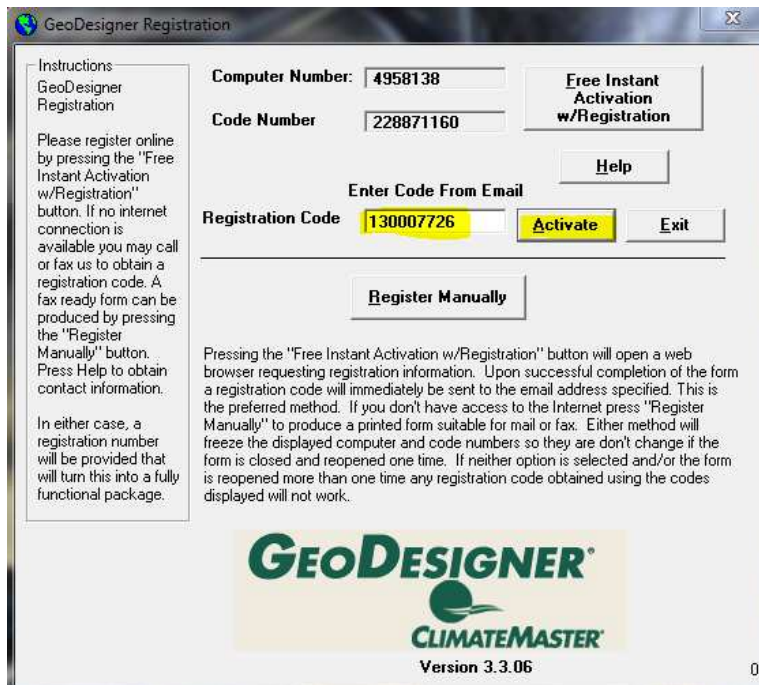 GeoDesigner Registration
Instructions
GeoDesigner
Registration
Please register online
by pressing the "Free
Instant Activation
w/Registration"
button. If no internet
connection is
available you may call
or fax us to obtain a
registration code. A
fax ready form can be
produced by pressing
the "Register
Manually" button.
Press Help to obtain
contact information.
In either case, a
registration number
will be provided that
will turn this into a fully
functional package.
Computer Number: 4958138
Code Number 228871160
Free Instant
Activation
w/Registration
Help
Enter Code From Email
Registration Code 130007726 Activate Exit
Register Manually
Pressing the "Free Instant Activation w/Registration" button will open a web
browser requesting registration information. Upon successful completion of the form
a registration code will immediately be sent to the email address specified. This is
the preferred method. If you don't have access to the Internet press "Register
Manually" to produce a printed form suitable for mail or fax. Either method will
freeze the displayed computer and code numbers so they are don't change if the
form is closed and reopened one time. If neither option is selected and/or the form
is reopened more than one time any registration code obtained using the codes
displayed will not work.
GEODESIGNER®
CLIMATEMASTER®
Version 3.3.06
0